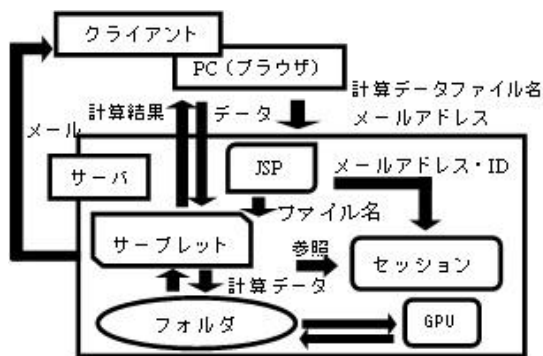 クライアント
PC（ブラウザ）
計算データファイル名
メールアドレス
計算結果
データ
メール
サーバ
JSP
メールアドレス・ID
ファイル名
サーブレット
参照
セッション
計算データ
フォルダ
GPU